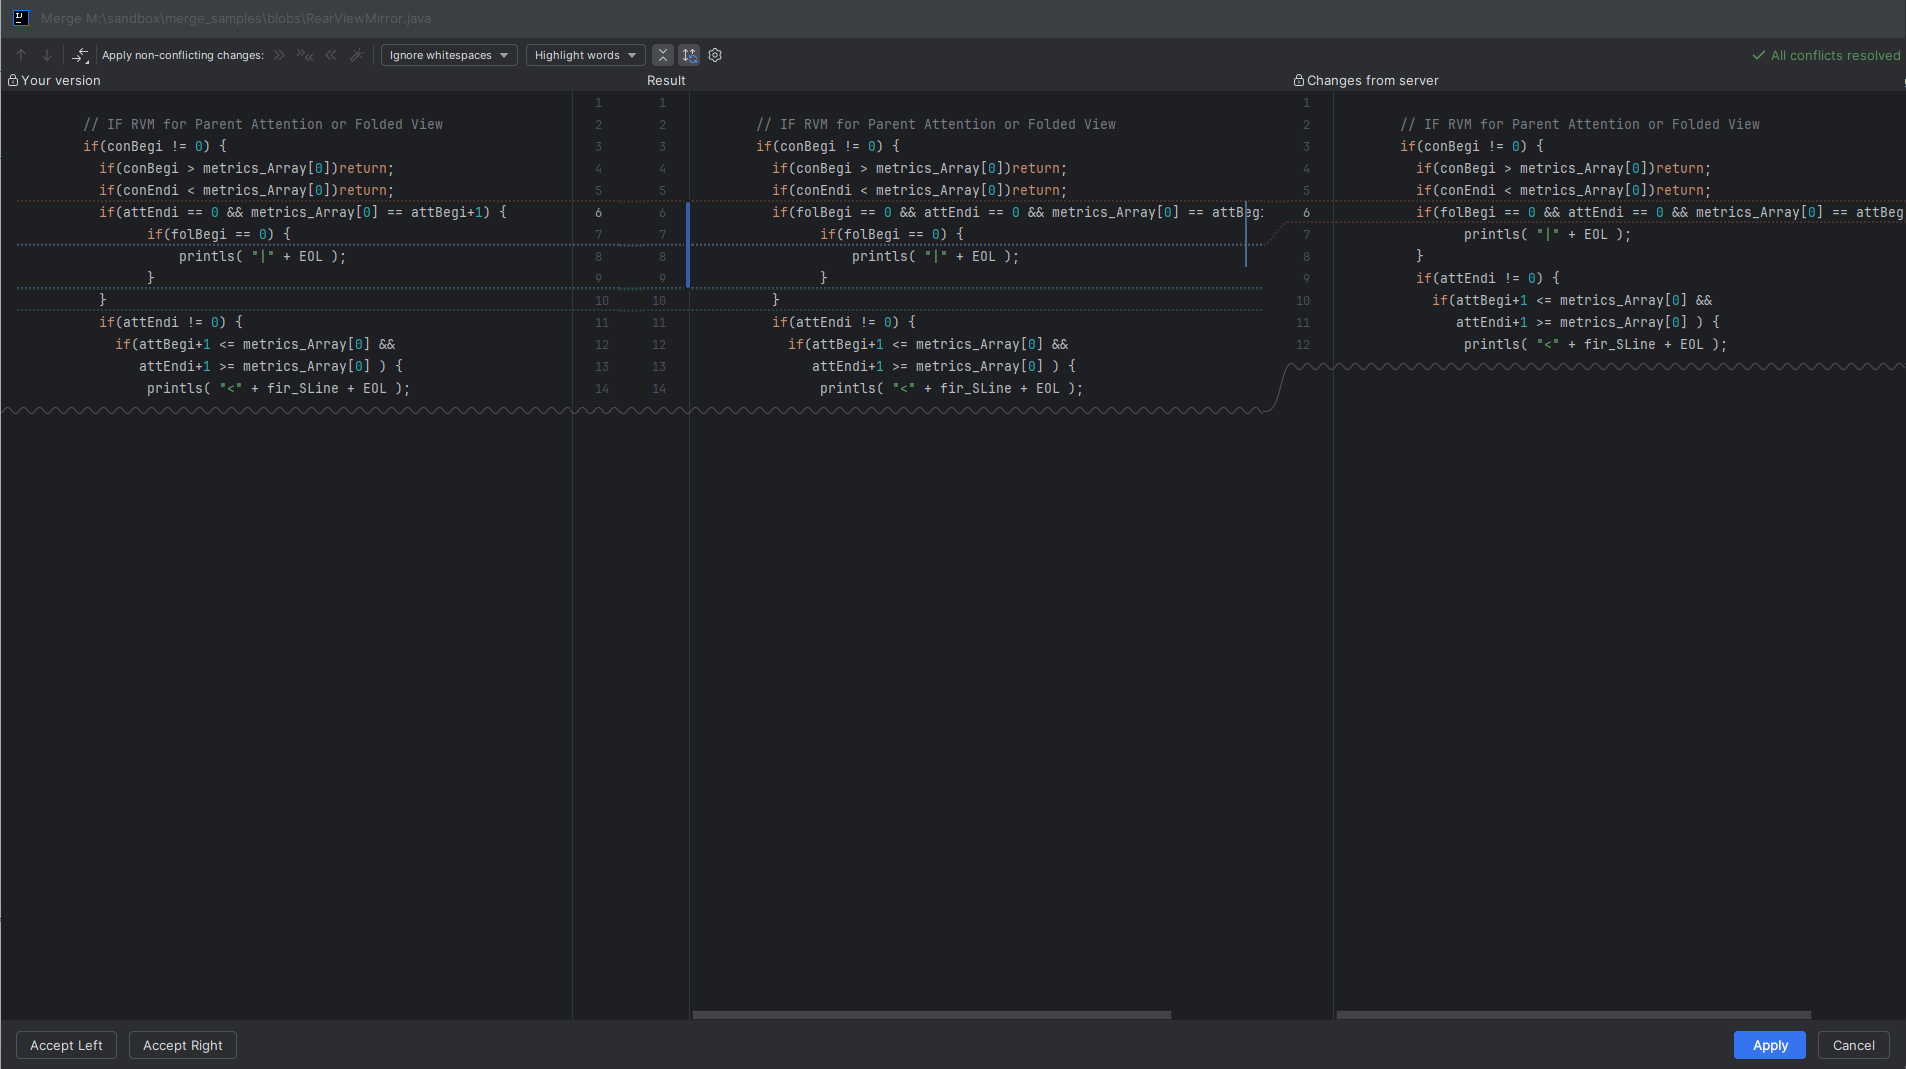 Merge M:\sandbox\merge_samples\blobs\RearViewMirror.java
Apply non-conflicting changes: Ignore whitespaces Highlight words All conflicts resolved
Your version Result Changes from server
1 1 1
// IF RVM for Parent Attention or Folded View 2 2 // IF RVM for Parent Attention or Folded View 2 // IF RVM for Parent Attention or Folded View
if(conBegi != 0) { 3 3 if(conBegi != 0) { 3 if(conBegi != 0) {
if(conBegi > metrics_Array[0])return; 4 4 if(conBegi > metrics_Array[0])return; 4 if(conBegi > metrics_Array[0])return;
if(conEndi < metrics_Array[0])return; 5 5 if(conEndi < metrics_Array[0])return; 5 if(conEndi < metrics_Array[0])return;
if(attEndi == 0 && metrics_Array[0] == attBegi+1) { 6 6 if(folBegi == 0 && attEndi == 0 && metrics_Array[0] == attBegi 6 if(folBegi == 0 && attEndi == 0 && metrics_Array[0] == attBeg
if(folBegi == 0) { 7 7 if(folBegi == 0) { 7 printls( "|" + EOL );
printls( "|" + EOL ); 8 8 printls( "|" + EOL ); 8 }
} 9 9 } 9 if(attEndi != 0) {
} 10 10 } 10 if(attBegi+1 <= metrics_Array[0] &&
if(attEndi != 0) { 11 11 if(attEndi != 0) { 11 attEndi+1 >= metrics_Array[0] ) {
if(attBegi+1 <= metrics_Array[0] && 12 12 if(attBegi+1 <= metrics_Array[0] && 12 printls( "<" + fir_SLine + EOL );
attEndi+1 >= metrics_Array[0] ) { 13 13 attEndi+1 >= metrics_Array[0] ) {
printls( "<" + fir_SLine + EOL ); 14 14 printls( "<" + fir_SLine + EOL );
Accept Left Accept Right Apply Cancel